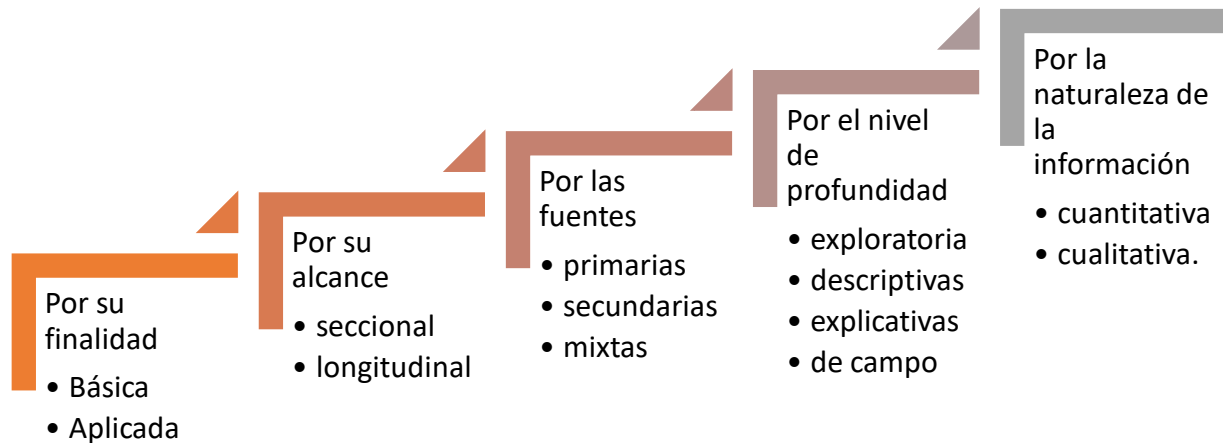 Por su
finalidad
• Básica
• Aplicada
Por su
alcance
• seccional
• longitudinal
Por las
fuentes
• primarias
• secundarias
• mixtas
Por el nivel
de
profundidad
• exploratoria
• descriptivas
• explicativas
• de campo
Por la
naturaleza de
la
información
• cuantitativa
• cualitativa.